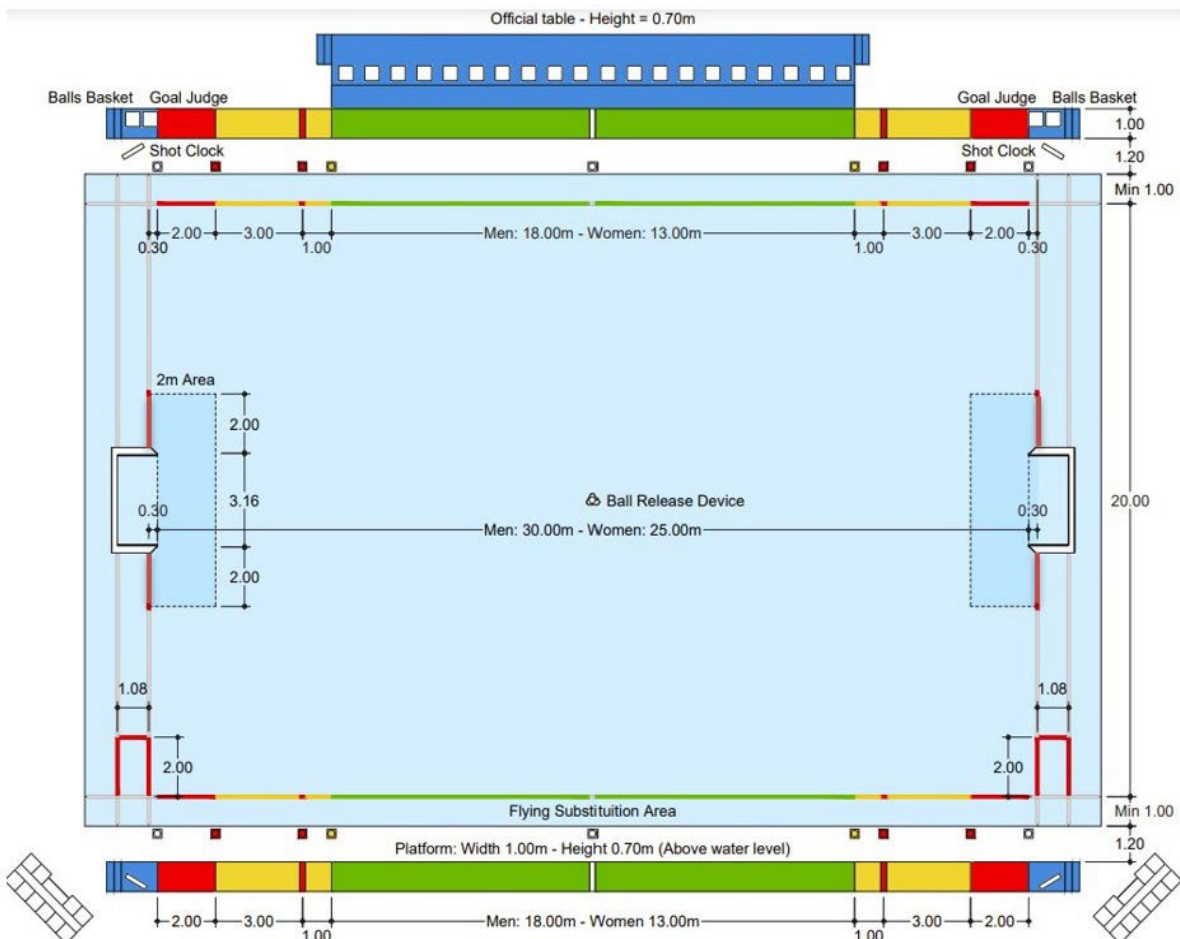 Official table - Height = 0.70m
Balls Basket Goal Judge Goal Judge Balls Basket
1.00
Shot Clock Shot Clock
1.20
Min 1.00
2.00 3.00 Men: 18.00m - Women: 13.00m 3.00 2.00
0.30 1.00 1.00 0.30
2m Area
2.00
3.16
Ball Release Device
20.00
0.30 0.30
Men: 30.00m - Women: 25.00m
2.00
1.08 1.08
2.00 2.00
Flying Substituition Area
Min 1.00
Platform: Width 1.00m - Height 0.70m (Above water level)
1.20
2.00 3.00 Men: 18.00m - Women 13.00m 3.00 2.00
1.00 1.00